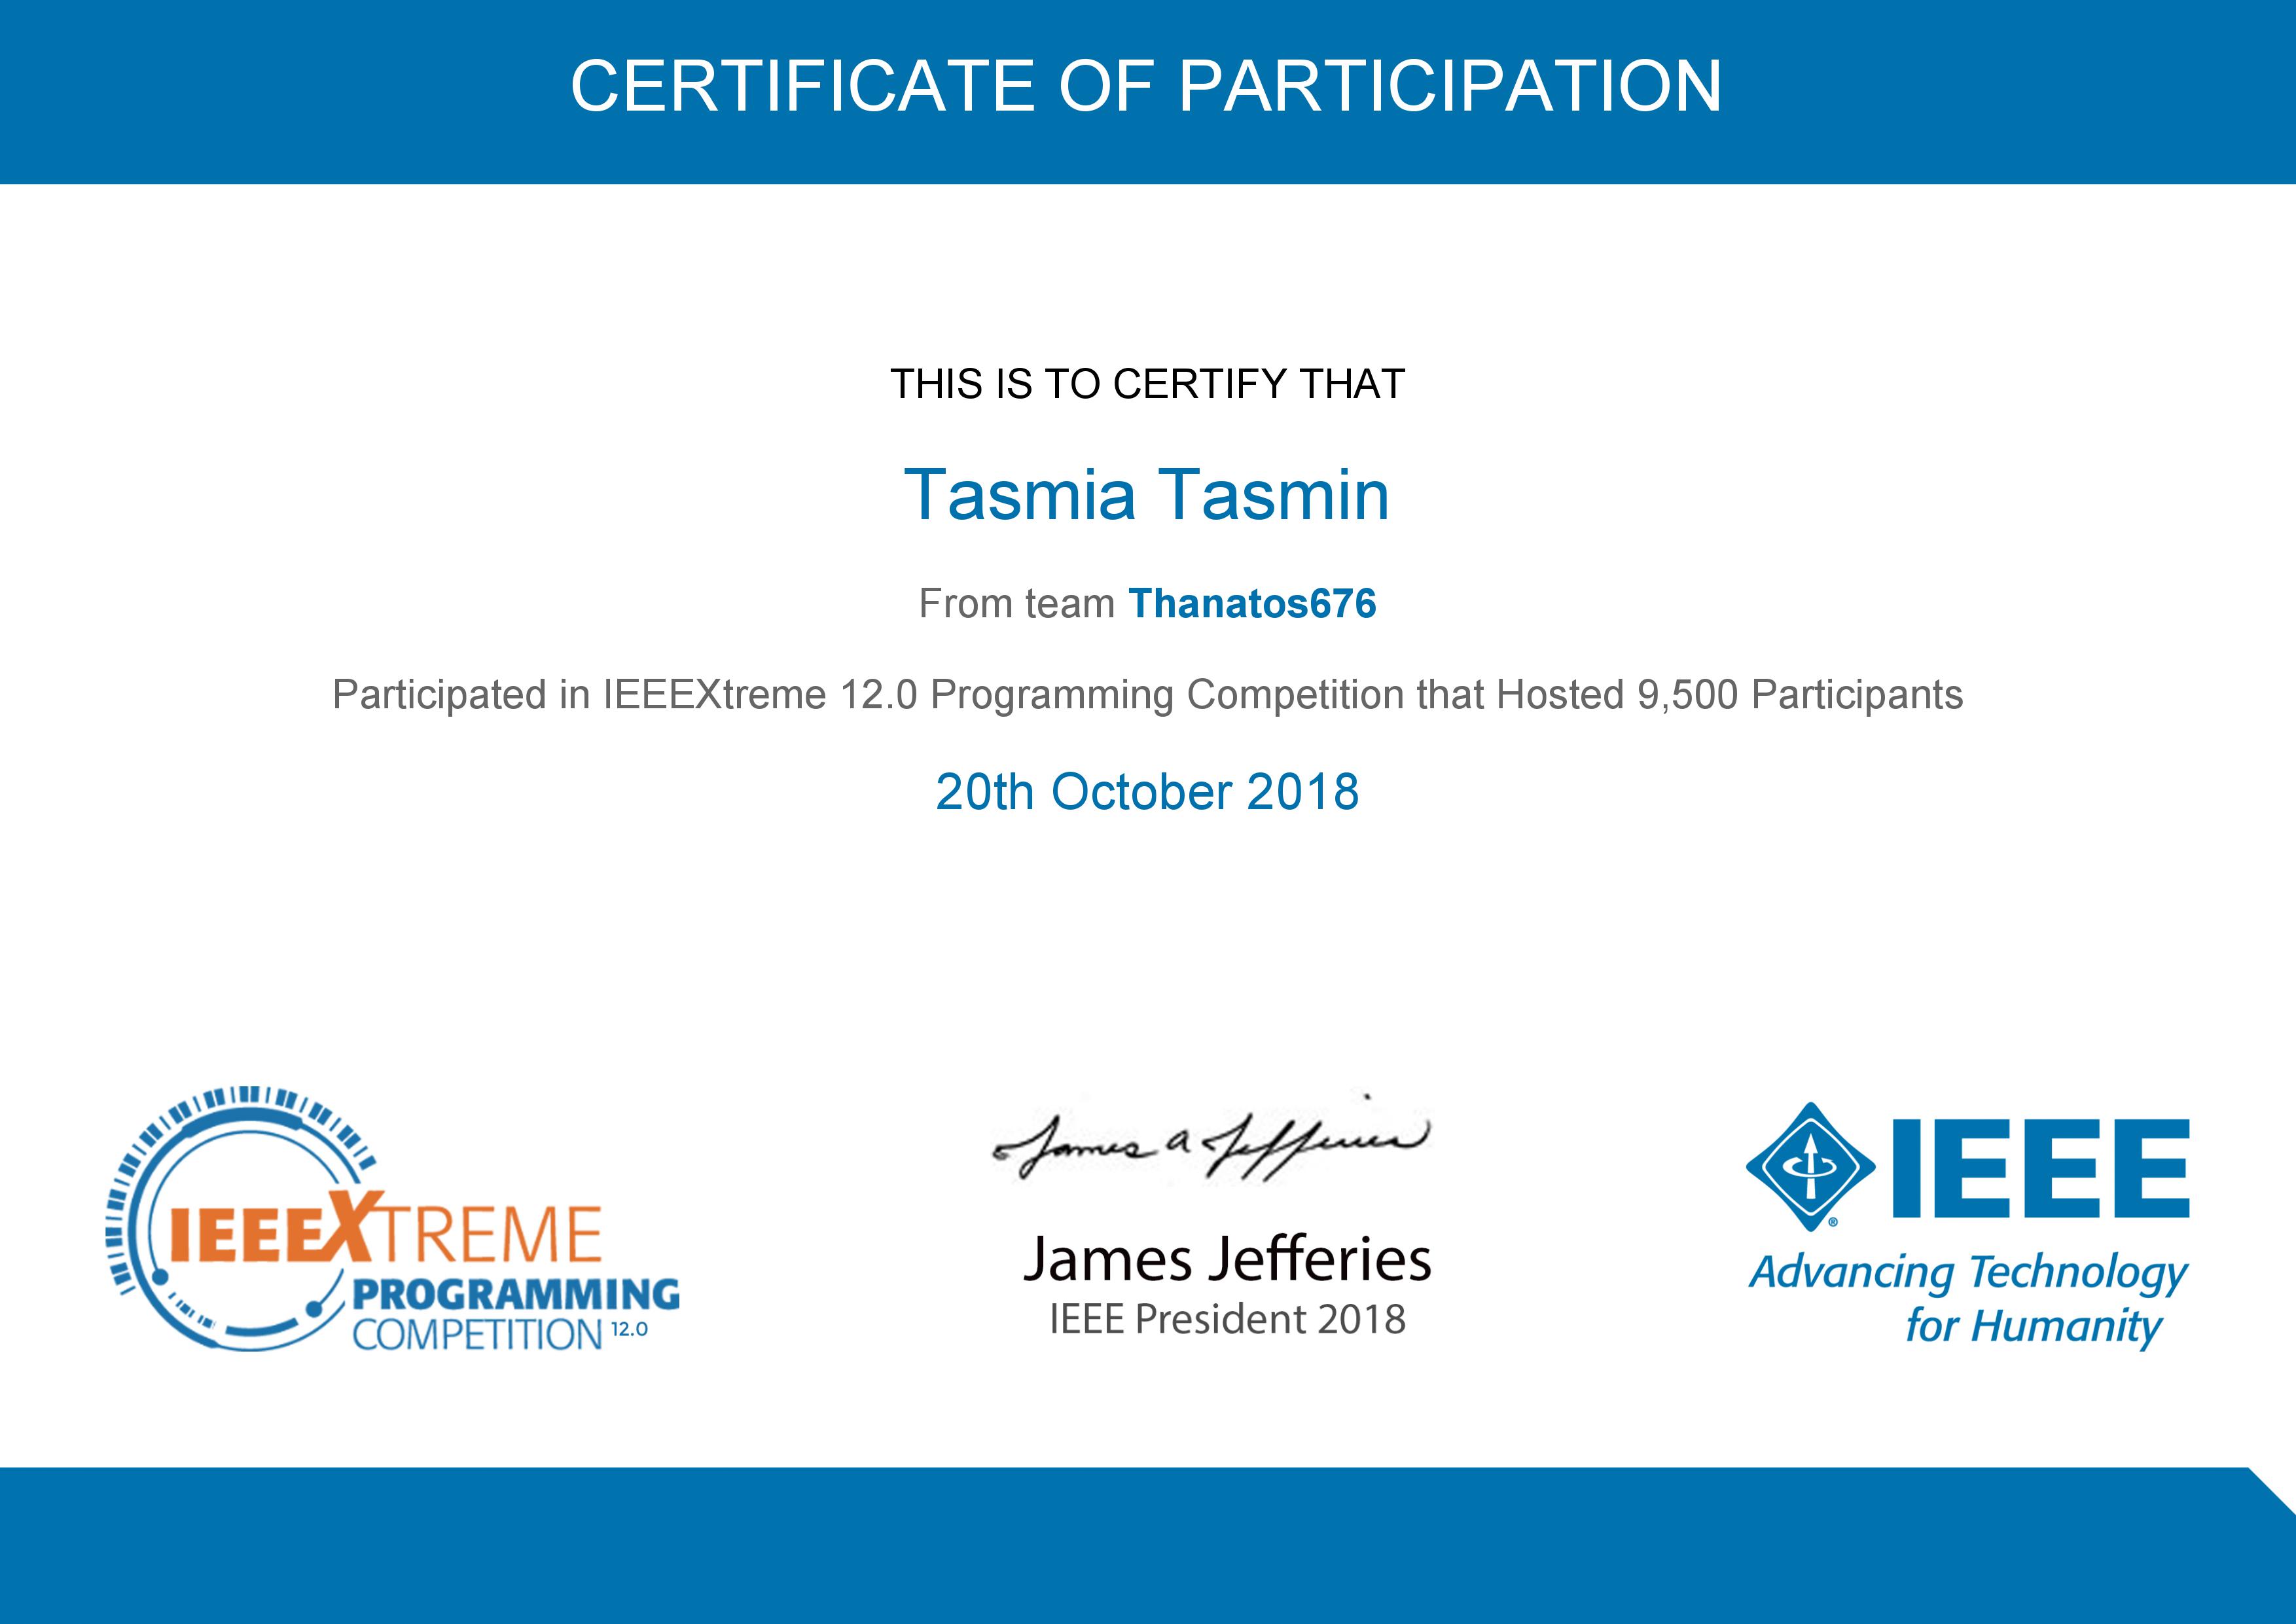 CERTIFICATE OF PARTICIPATION
THIS IS TO CERTIFY THAT
Tasmia Tasmin
From team Thanatos676
Participated in IEEEXtreme 12.0 Programming Competition that Hosted 9,500 Participants
20th October 2018
IEEEXTREME
PROGRAMMING
COMPETITION 12.0
James A Jefferies
James Jefferies
IEEE President 2018
IEEE
®
Advancing Technology
for Humanity